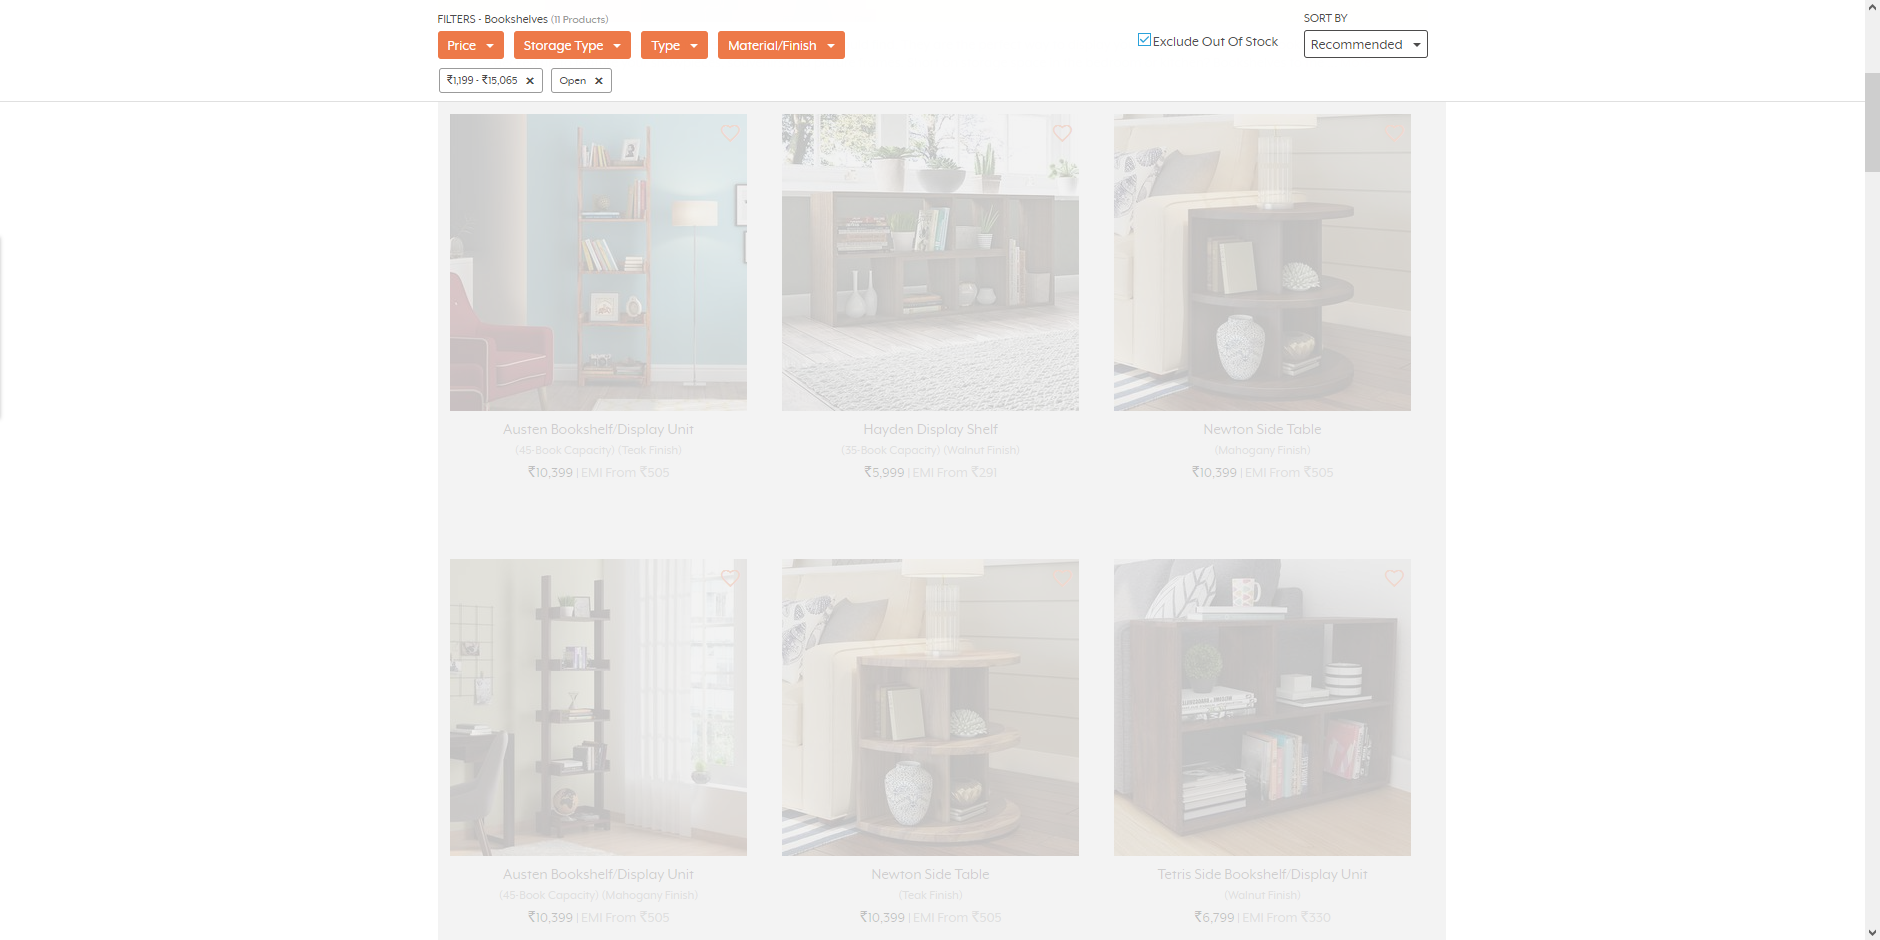 FILTERS - Bookshelves (11 Products)
SORT BY
Price
Storage Type
Type
Material/Finish
Exclude Out Of Stock
Recommended
₹1,199 - ₹15,065
Open
Austen Bookshelf/Display Unit
(45-Book Capacity) (Teak Finish)
₹10,399 | EMI From ₹505
Hayden Display Shelf
(35-Book Capacity) (Walnut Finish)
₹5,999 | EMI From ₹291
Newton Side Table
(Mahogany Finish)
₹10,399 | EMI From ₹505
Austen Bookshelf/Display Unit
(45-Book Capacity) (Mahogany Finish)
₹10,399 | EMI From ₹505
Newton Side Table
(Teak Finish)
₹10,399 | EMI From ₹505
Tetris Side Bookshelf/Display Unit
(Walnut Finish)
₹6,799 | EMI From ₹330